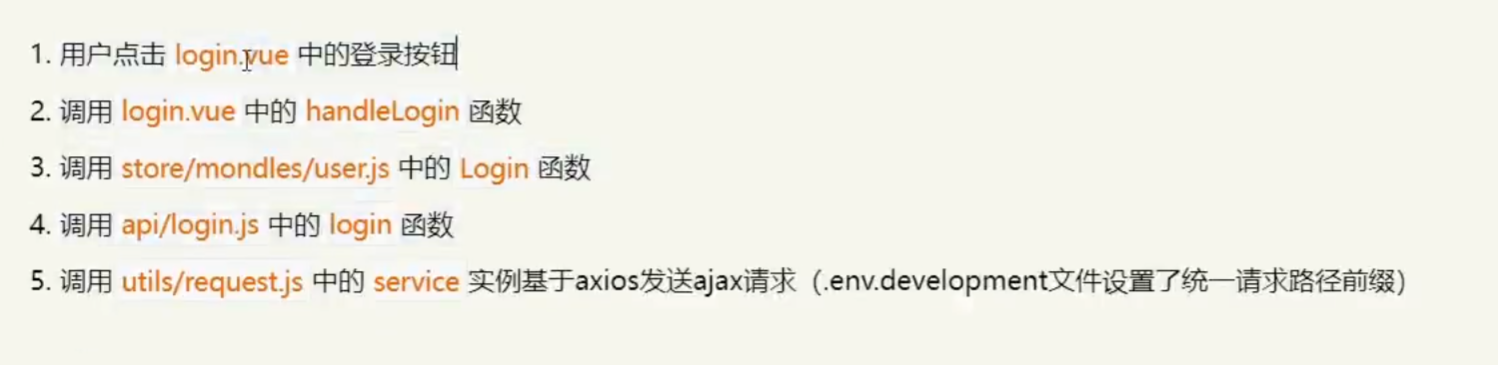 1. 用户点击 login.vue 中的登录按钮
2. 调用 login.vue 中的 handleLogin 函数
3. 调用 store/mondles/user.js 中的 Login 函数
4. 调用 api/login.js 中的 login 函数
5. 调用 utils/request.js 中的 service 实例基于axios发送ajax请求（.env.development文件设置了统一请求路径前缀）